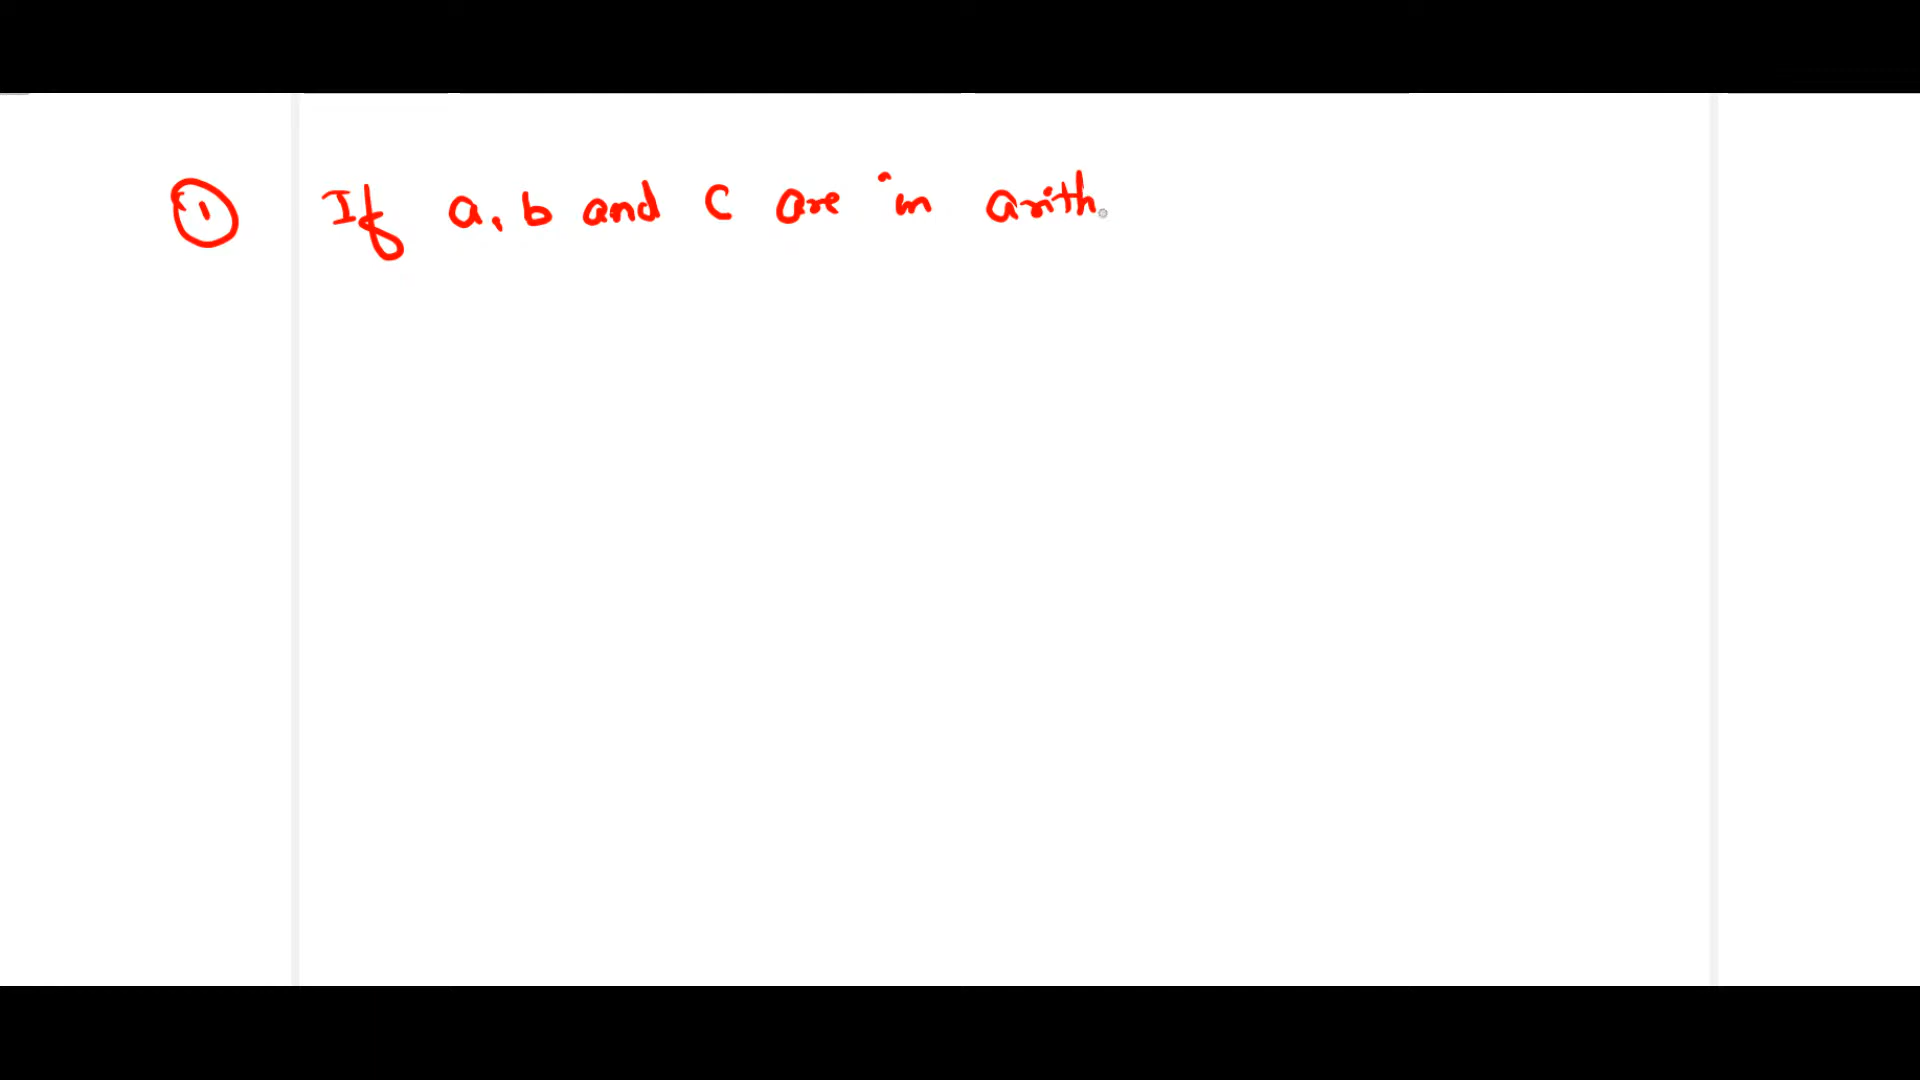 ① If a, b and c are in arith